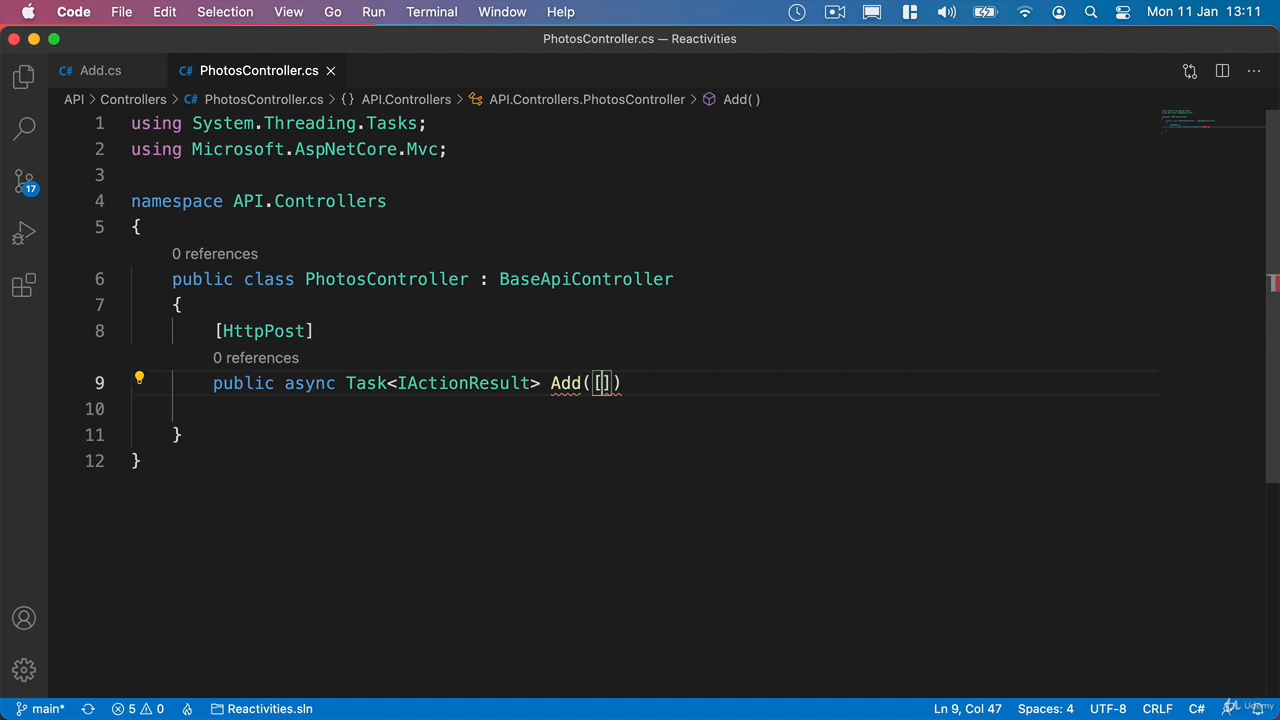 Code File Edit Selection View Go Run Terminal Window Help Mon 11 Jan 13:11
PhotosController.cs — Reactivities
C# Add.cs C# PhotosController.cs
API > Controllers > C# PhotosController.cs > {} API.Controllers > API.Controllers.PhotosController > Add()
1 using System.Threading.Tasks;
2 using Microsoft.AspNetCore.Mvc;
3
4 namespace API.Controllers
5 {
0 references
6 public class PhotosController : BaseApiController
7 {
8 [HttpPost]
0 references
9 public async Task<IActionResult> Add([])
10
11 }
12 }
17
main* 5 0 Reactivities.sln Ln 9, Col 47 Spaces: 4 UTF-8 CRLF C# Udemy